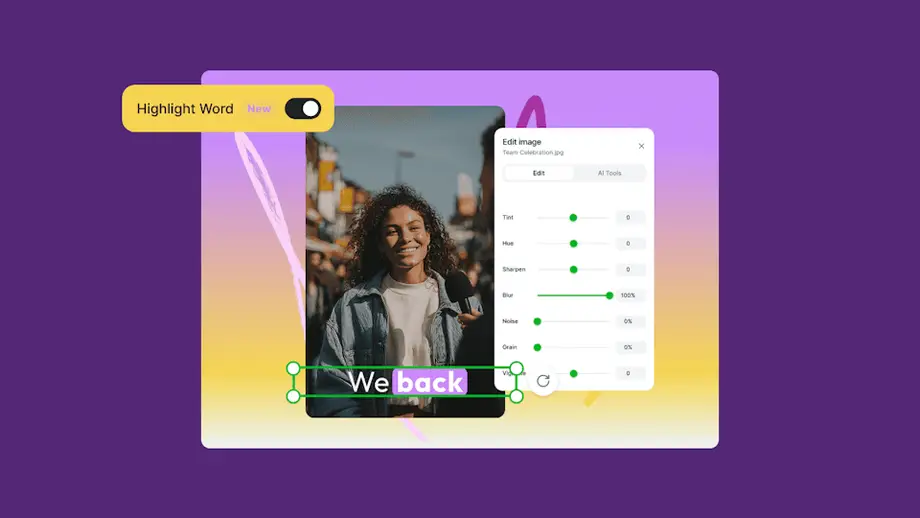 Highlight Word New
Edit image
Team Celebration.jpg
Edit AI Tools
Tint 0
Hue 0
Sharpen 0
Blur 100%
Noise 0%
Grain 0%
0
We back